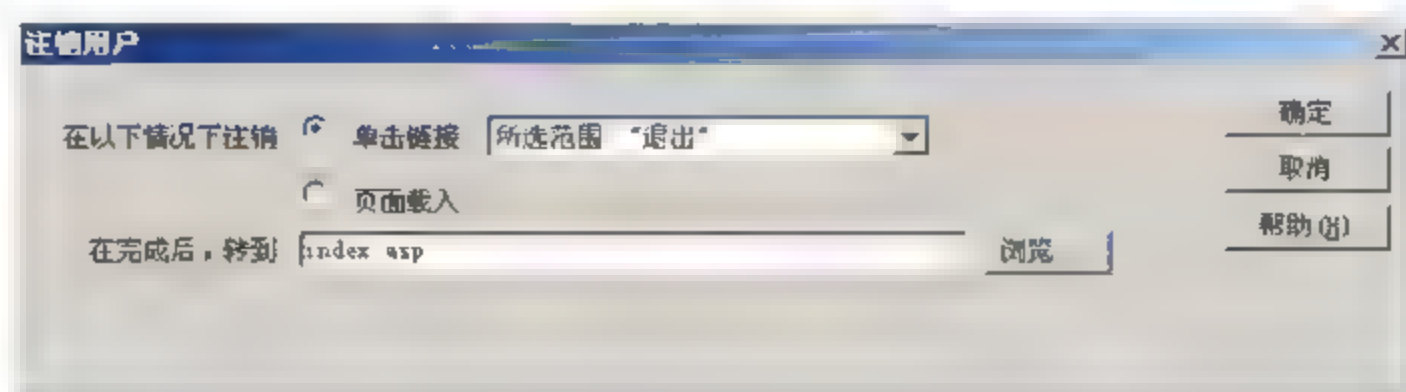 注销用户
在以下情况下注销 单击链接 所选范围 "退出"
确定
页面载入
取消
在完成后，转到 index asp 浏览
帮助(H)